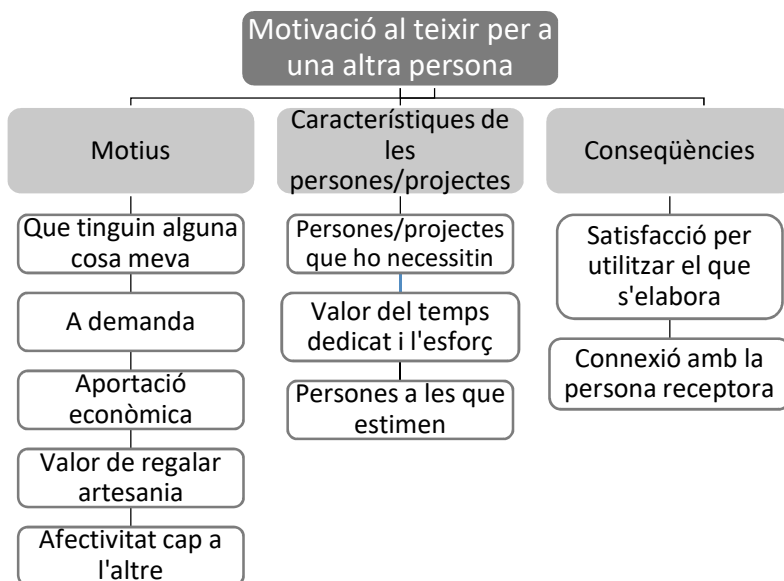 Motivació al teixir per a
una altra persona
Motius
Que tinguin alguna
cosa meva
A demanda
Aportació
econòmica
Valor de regalar
artesania
Afectivitat cap a
l'altre
Característiques de
les
persones/projectes
Persones/projectes
que ho necessitin
Valor del temps
dedicat i l'esforç
Persones a les que
estimen
Conseqüències
Satisfacció per
utilitzar el que
s'elabora
Connexió amb la
persona receptora